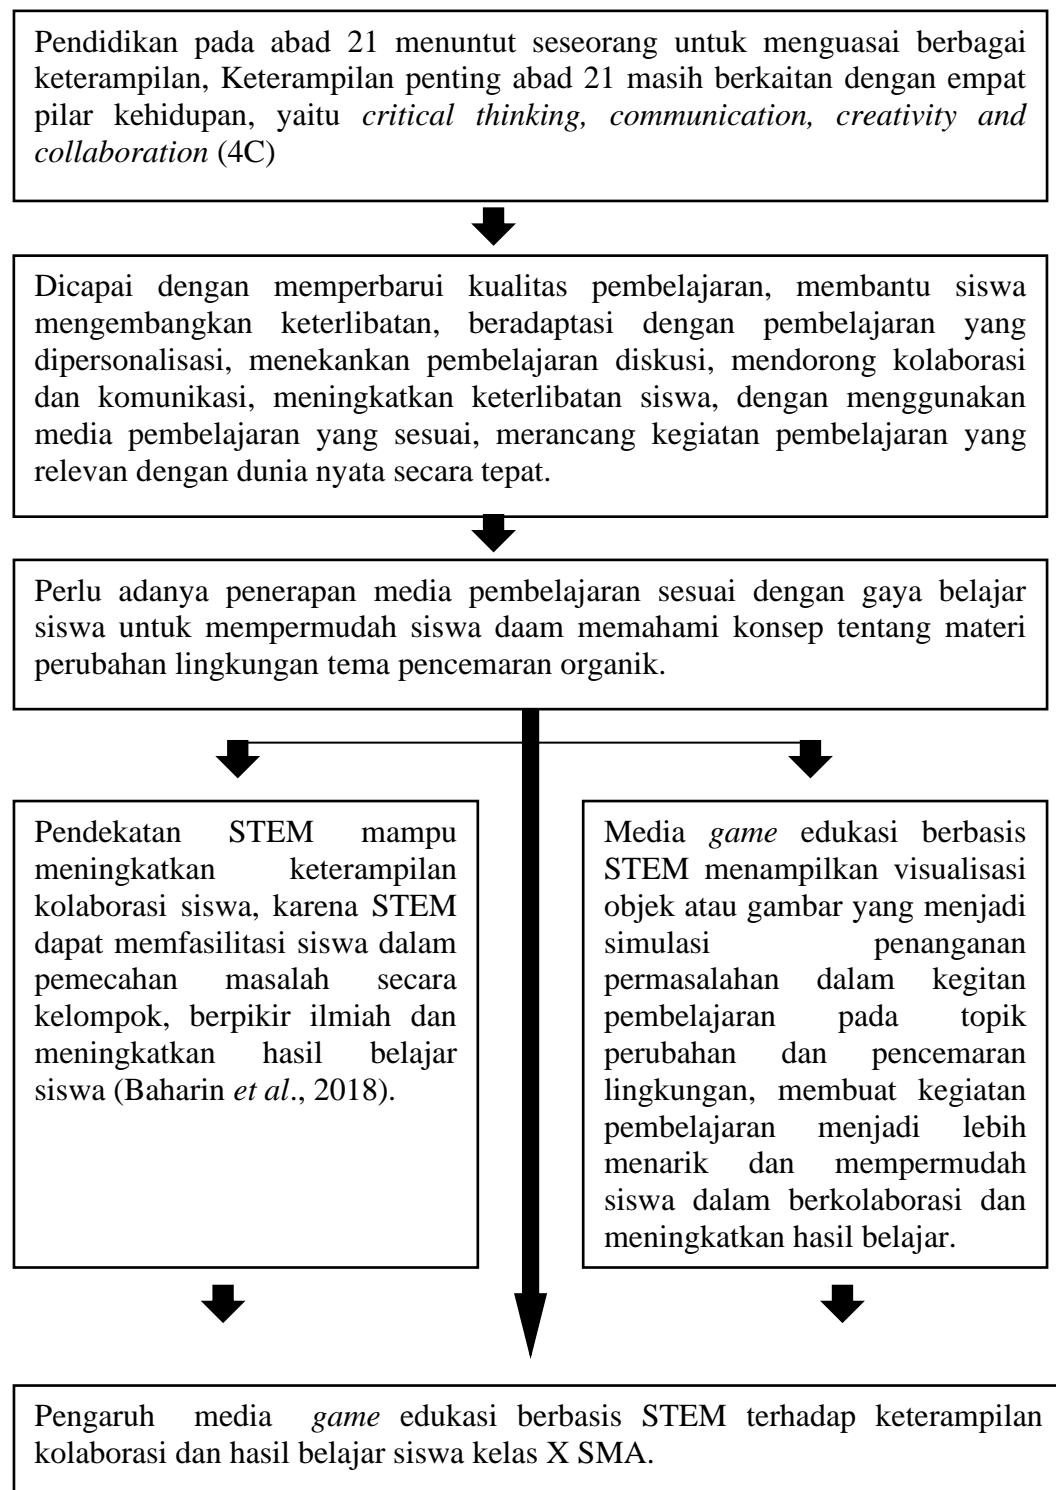 Pendidikan pada abad 21 menuntut seseorang untuk menguasai berbagai
keterampilan, Keterampilan penting abad 21 masih berkaitan dengan empat
pilar kehidupan, yaitu critical thinking, communication, creativity and
collaboration (4C)
Dicapai dengan memperbarui kualitas pembelajaran, membantu siswa
mengembangkan keterlibatan, beradaptasi dengan pembelajaran yang
dipersonalisasi, menekankan pembelajaran diskusi, mendorong kolaborasi
dan komunikasi, meningkatkan keterlibatan siswa, dengan menggunakan
media pembelajaran yang sesuai, merancang kegiatan pembelajaran yang
relevan dengan dunia nyata secara tepat.
Perlu adanya penerapan media pembelajaran sesuai dengan gaya belajar
siswa untuk mempermudah siswa daam memahami konsep tentang materi
perubahan lingkungan tema pencemaran organik.
Pendekatan STEM mampu
meningkatkan keterampilan
kolaborasi siswa, karena STEM
dapat memfasilitasi siswa dalam
pemecahan masalah secara
kelompok, berpikir ilmiah dan
meningkatkan hasil belajar
siswa (Baharin et al., 2018).
Media game edukasi berbasis
STEM menampilkan visualisasi
objek atau gambar yang menjadi
simulasi penanganan
permasalahan dalam kegitan
pembelajaran pada topik
perubahan dan pencemaran
lingkungan, membuat kegiatan
pembelajaran menjadi lebih
menarik dan mempermudah
siswa dalam berkolaborasi dan
meningkatkan hasil belajar.
Pengaruh media game edukasi berbasis STEM terhadap keterampilan
kolaborasi dan hasil belajar siswa kelas X SMA.